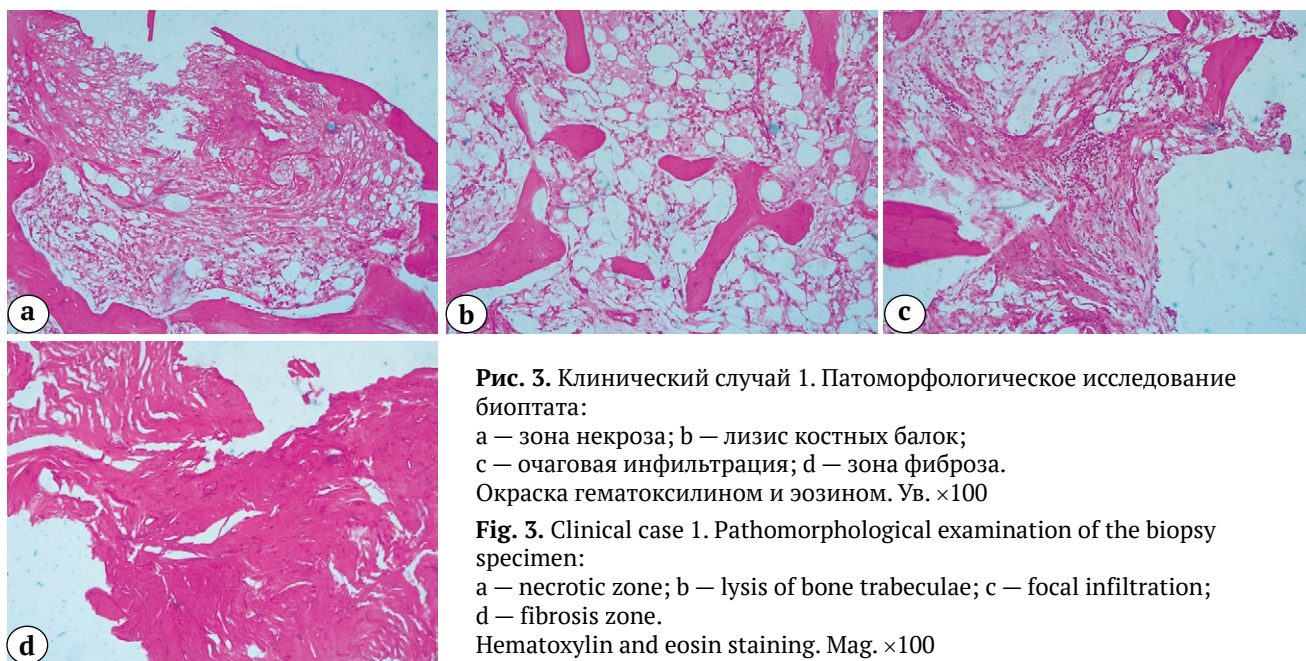 a
b
c
d
Рис. 3. Клинический случай 1. Патоморфологическое исследование
биоптата:
a — зона некроза; b — лизис костных балок;
c — очаговая инфильтрация; d — зона фиброза.
Окраска гематоксилином и эозином. Ув. ×100
Fig. 3. Clinical case 1. Pathomorphological examination of the biopsy
specimen:
a — necrotic zone; b — lysis of bone trabeculae; c — focal infiltration;
d — fibrosis zone.
Hematoxylin and eosin staining. Mag. ×100